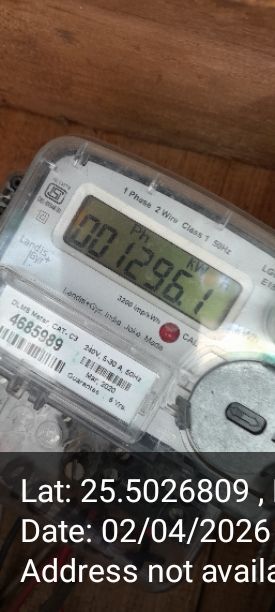 1 Phase 2 Wire Class 1 50Hz
Ph. kW
0012961
Landis+
Gyr
3200 imp/kWh
CAL
Landis+Gyr, India Joka Made
DLMS Meter, CAT- C3
4685989
240V, 5-30 A, 50Hz
Mar, 2020
Guarantee : 5 Yrs.
Lat: 25.5026809 ,
Date: 02/04/2026
Address not availa